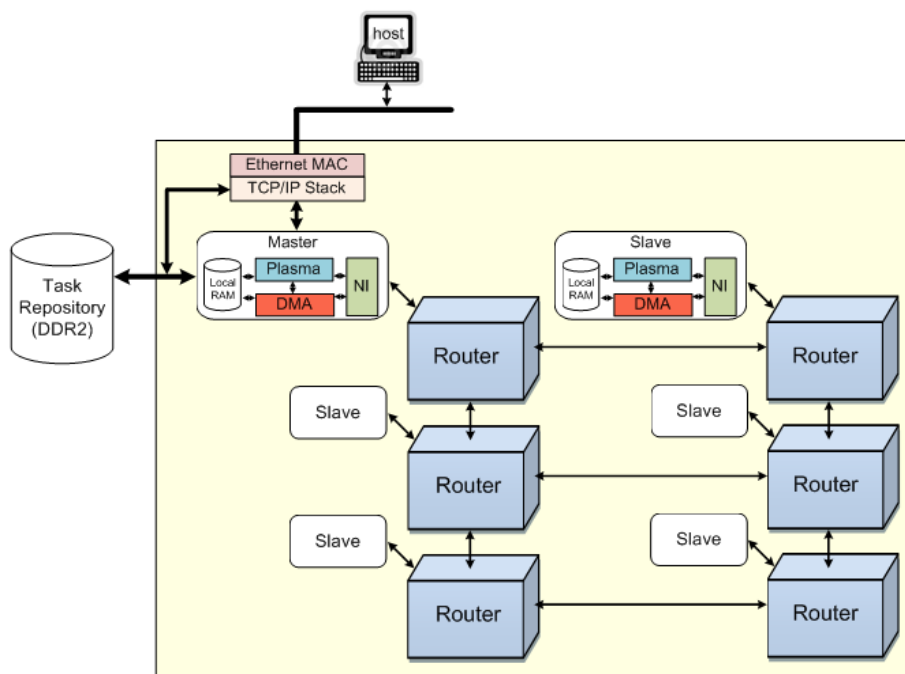 host
Ethernet MAC
TCP/IP Stack
Master
Local
RAM
Plasma
DMA
NI
Slave
Local
RAM
Plasma
DMA
NI
Task
Repository
(DDR2)
Router
Router
Slave
Slave
Router
Router
Slave
Slave
Router
Router